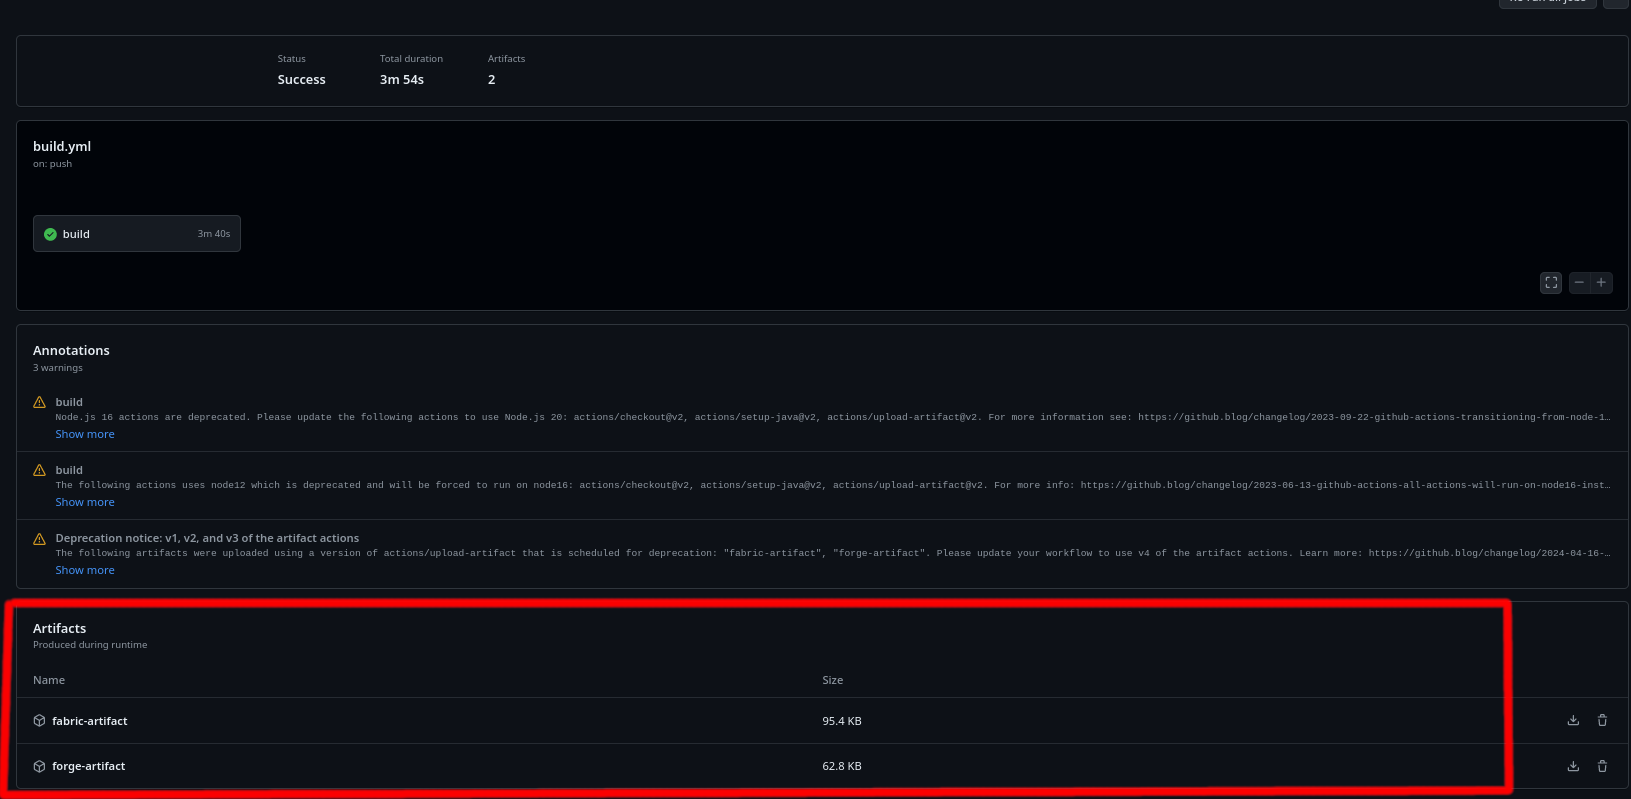 Re-run all jobs
Status
Total duration
Artifacts
Success
3m 54s
2
build.yml
on: push
build
3m 40s
Annotations
3 warnings
build
Node.js 16 actions are deprecated. Please update the following actions to use Node.js 20: actions/checkout@v2, actions/setup-java@v2, actions/upload-artifact@v2. For more information see: https://github.blog/changelog/2023-09-22-github-actions-transitioning-from-node-1…
Show more
build
The following actions uses node12 which is deprecated and will be forced to run on node16: actions/checkout@v2, actions/setup-java@v2, actions/upload-artifact@v2. For more info: https://github.blog/changelog/2023-06-13-github-actions-all-actions-will-run-on-node16-inst…
Show more
Deprecation notice: v1, v2, and v3 of the artifact actions
The following artifacts were uploaded using a version of actions/upload-artifact that is scheduled for deprecation: "fabric-artifact", "forge-artifact". Please update your workflow to use v4 of the artifact actions. Learn more: https://github.blog/changelog/2024-04-16-…
Show more
Artifacts
Produced during runtime
Name
Size
fabric-artifact
95.4 KB
forge-artifact
62.8 KB